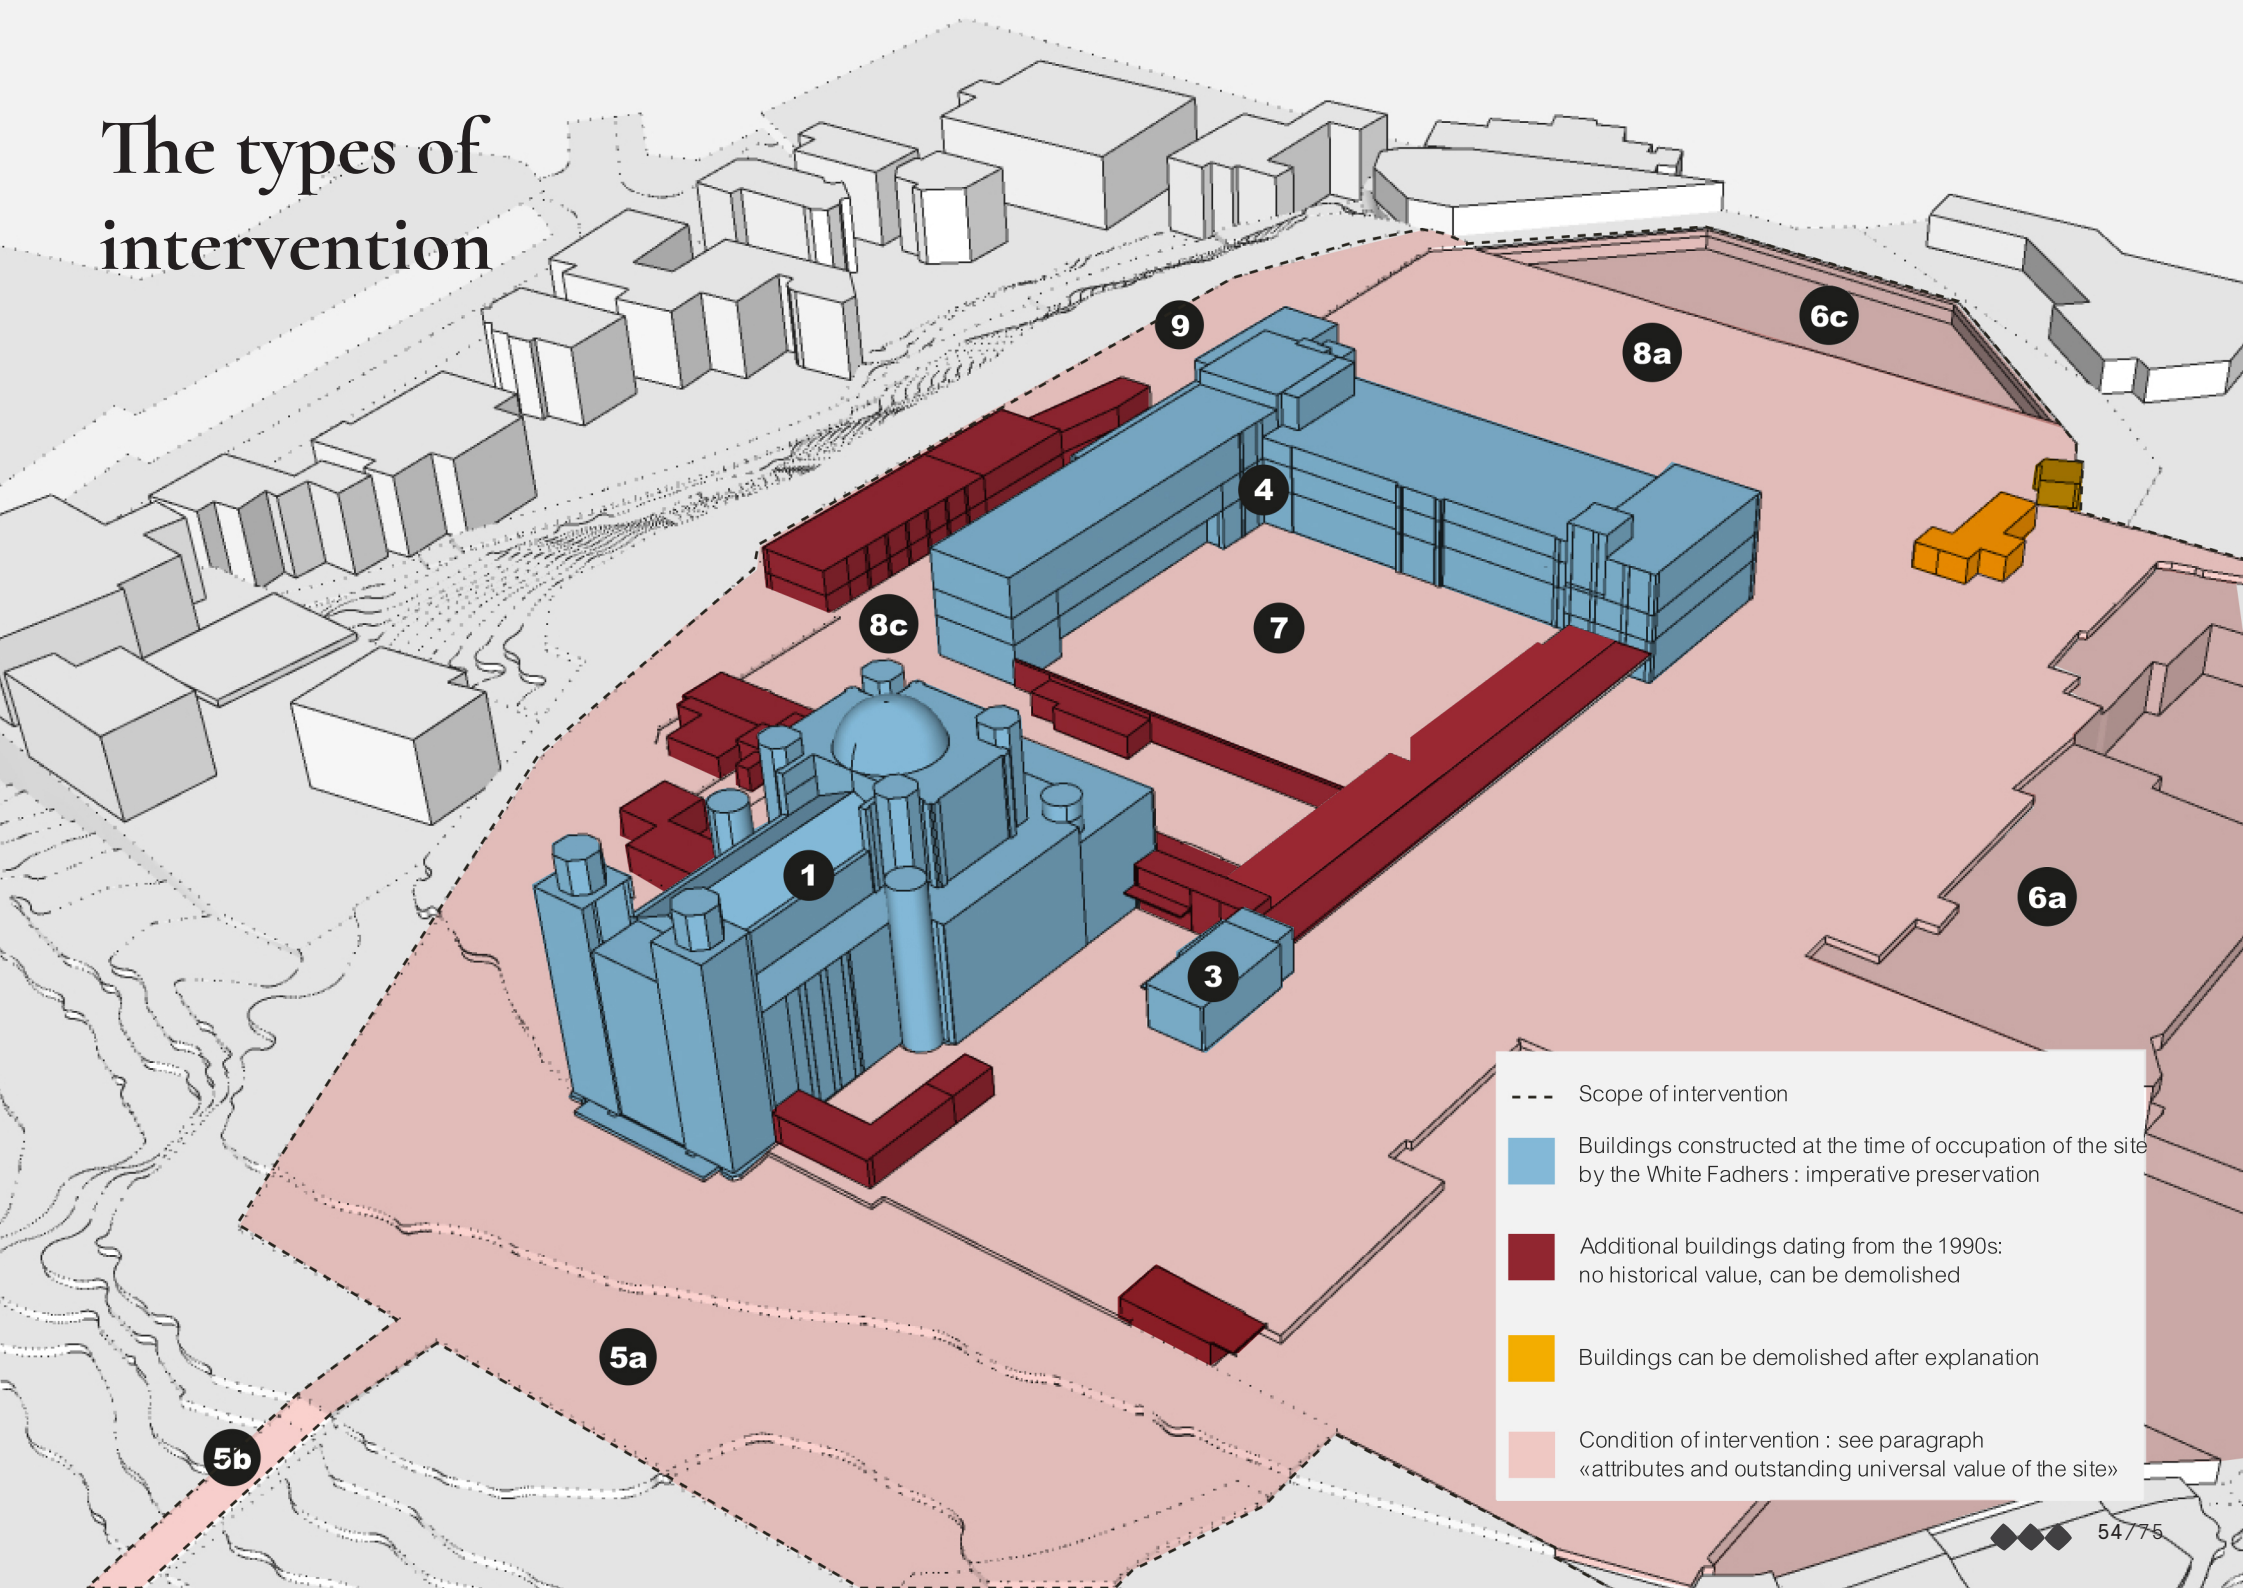 The types of
intervention
9
6c
8a
4
8c
7
1
6a
3
5a
5b
Scope of intervention
Buildings constructed at the time of occupation of the site
by the White Fadhers : imperative preservation
Additional buildings dating from the 1990s:
no historical value, can be demolished
Buildings can be demolished after explanation
Condition of intervention : see paragraph
«attributes and outstanding universal value of the site»
54/75